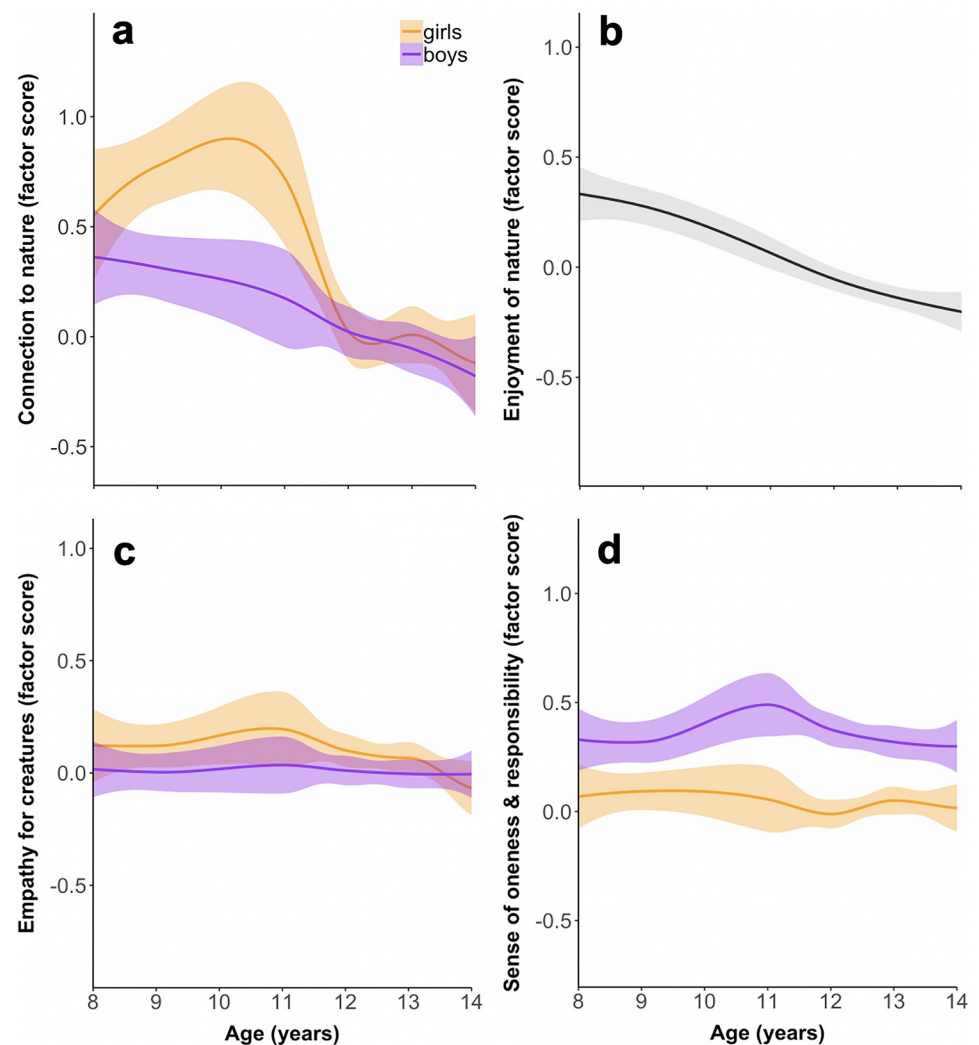 a
girls
boys
Connection to nature (factor score)
1.0
0.5
0.0
-0.5
b
Enjoyment of nature (factor score)
1.0
0.5
0.0
-0.5
c
Empathy for creatures (factor score)
1.0
0.5
0.0
-0.5
8 9 10 11 12 13 14
Age (years)
d
Sense of oneness & responsibility (factor score)
1.0
0.5
0.0
-0.5
8 9 10 11 12 13 14
Age (years)